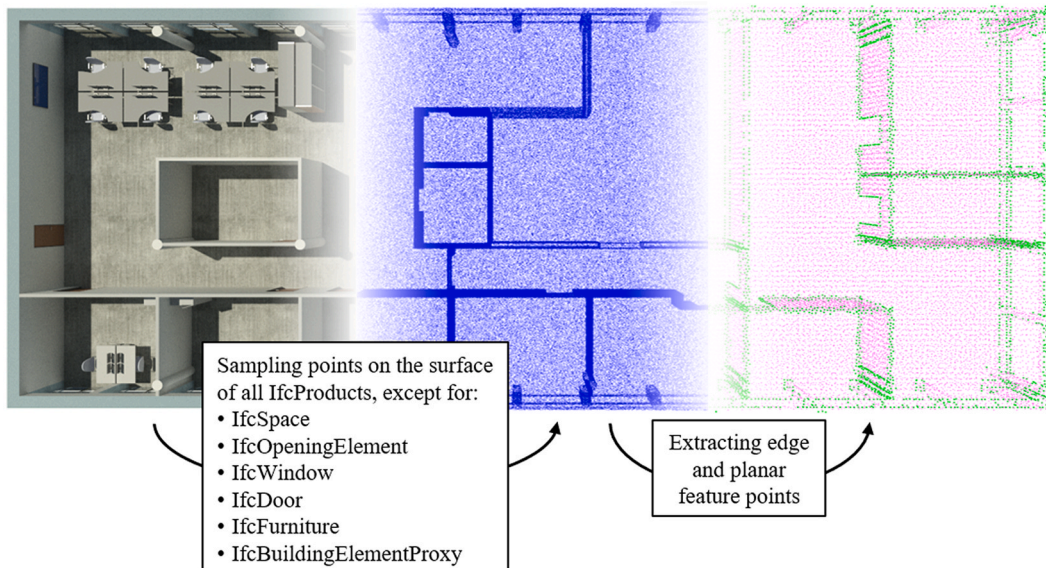 Sampling points on the surface
of all IfcProducts, except for:
• IfcSpace
• IfcOpeningElement
• IfcWindow
• IfcDoor
• IfcFurniture
• IfcBuildingElementProxy
Extracting edge
and planar
feature points